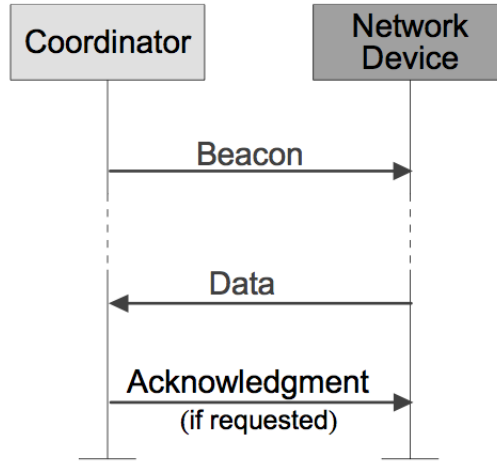 Coordinator
Network
Device
Beacon
Data
Acknowledgment
(if requested)